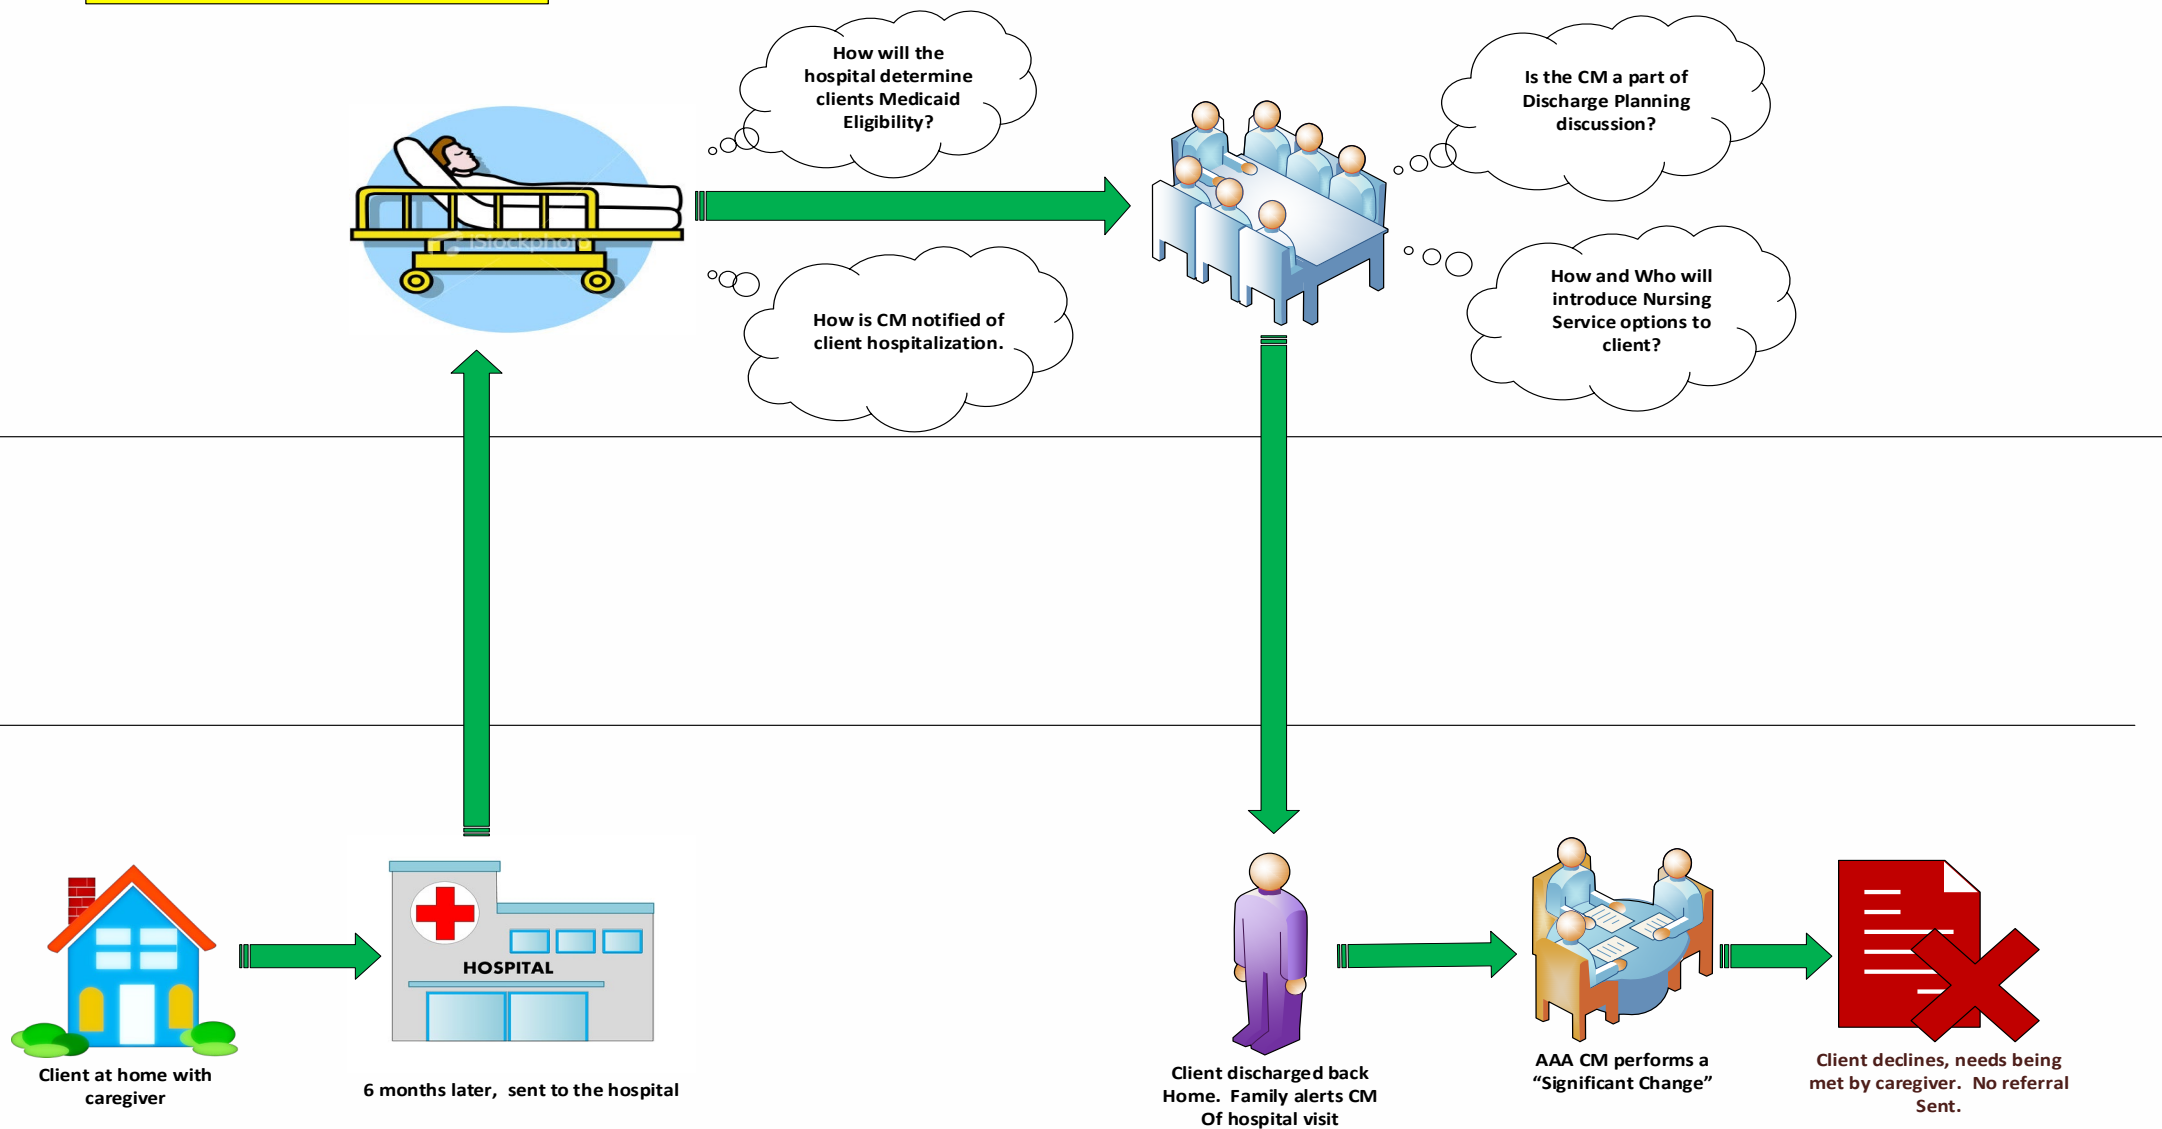 How will the
hospital determine
clients Medicaid
Eligibility?
Is the CM a part of
Discharge Planning
discussion?
iStockphoto
How is CM notified of
client hospitalization.
How and Who will
introduce Nursing
Service options to
client?
HOSPITAL
Client at home with
caregiver
6 months later,  sent to the hospital
Client discharged back
Home.  Family alerts CM
Of hospital visit
AAA CM performs a
“Significant Change”
Client declines, needs being
met by caregiver.  No referral
Sent.